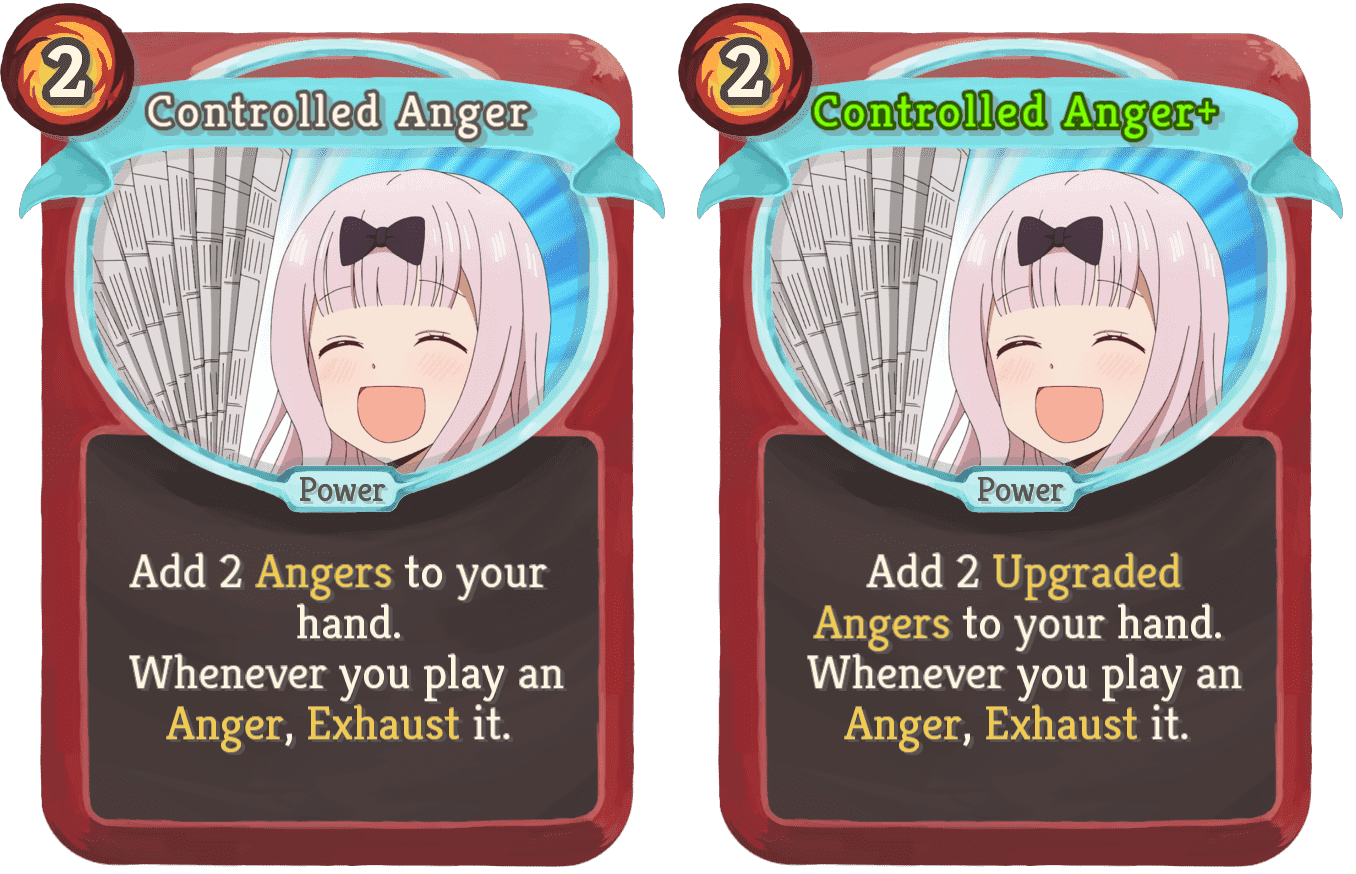 2
Controlled Anger
Power
Add 2 Angers to your
hand.
Whenever you play an
Anger, Exhaust it.
2
Controlled Anger+
Power
Add 2 Upgraded
Angers to your hand.
Whenever you play an
Anger, Exhaust it.